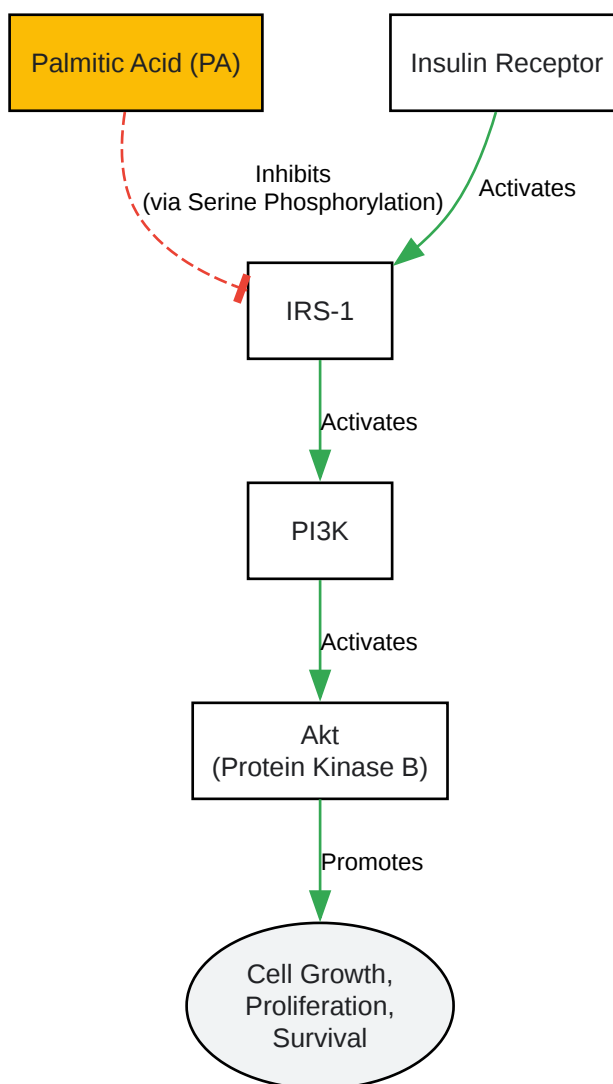 Palmitic Acid (PA)
Insulin Receptor
Inhibits
(via Serine Phosphorylation)
Activates
IRS-1
Activates
PI3K
Activates
Akt
(Protein Kinase B)
Promotes
Cell Growth,
Proliferation,
Survival